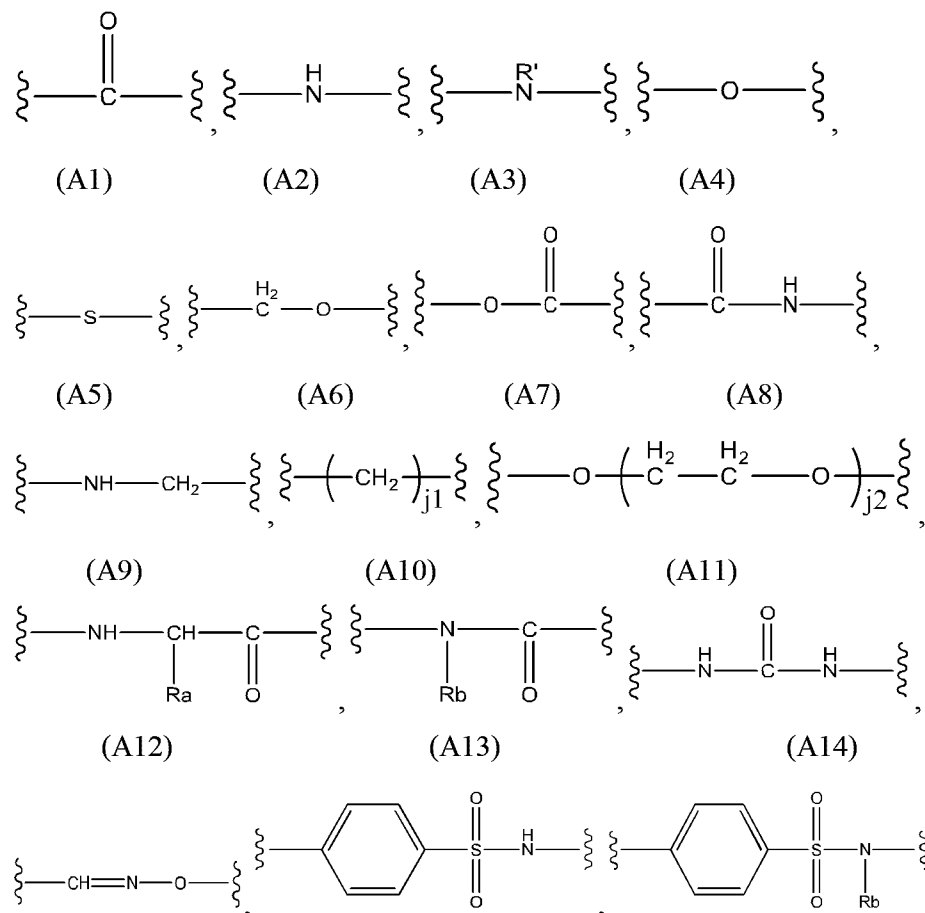 O O
C , H N , R' N , O ,
(A1) (A2) (A3) (A4)
S , H2 C O , O C , C H N ,
(A5) (A6) (A7) (A8)
NH CH2 , ( CH2 ) j1 , O ( H2 C H2 C O ) j2 ,
(A9) (A10) (A11)
NH CH C , N C , H N C H N ,
Ra O Rb O
(A12) (A13) (A14)
CH N O , O S O H N , O S O N
Rb